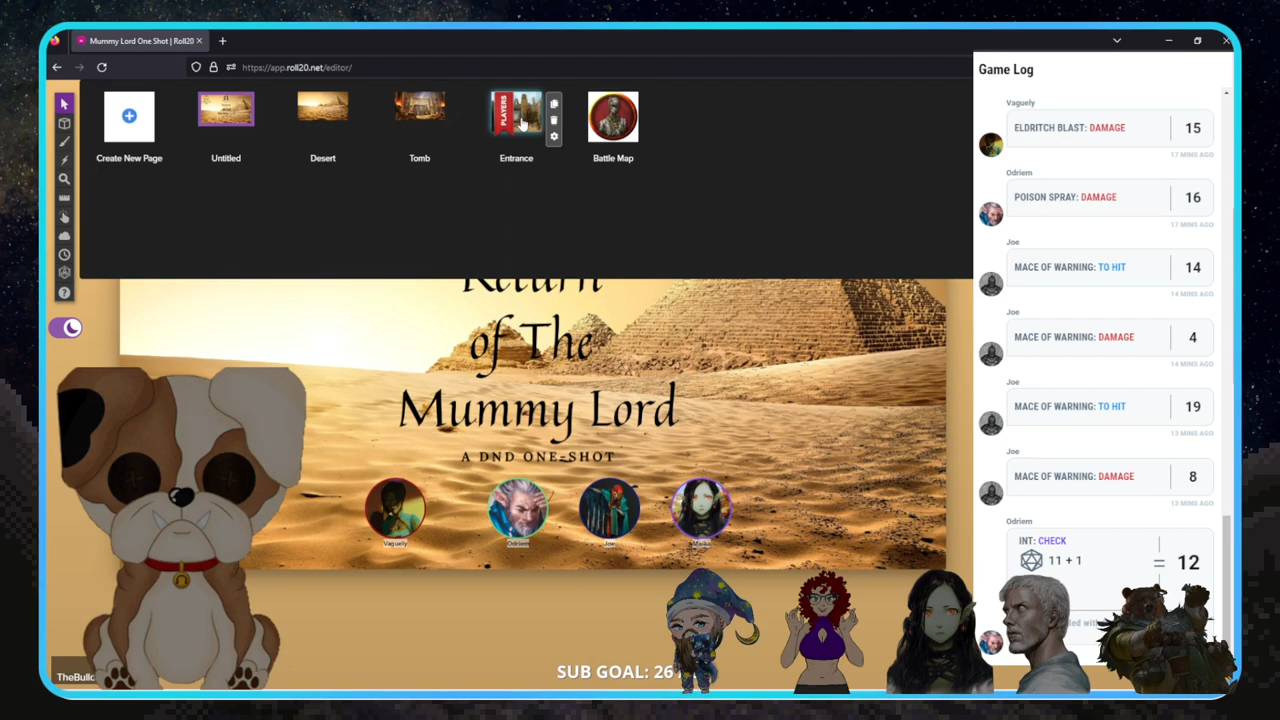 Mummy Lord One Shot | Roll20
https://app.roll20.net/editor/
Create New Page
Untitled
Desert
Tomb
PLAYERS
Entrance
Battle Map
Return
of The
Mummy Lord
A DND ONE-SHOT
Vaguely
Odriem
Joe
Maika
TheBulld
SUB GOAL: 26
Game Log
Vaguely
ELDRITCH BLAST: DAMAGE 15
17 MINS AGO
Odriem
POISON SPRAY: DAMAGE 16
17 MINS AGO
Joe
MACE OF WARNING: TO HIT 14
14 MINS AGO
Joe
MACE OF WARNING: DAMAGE 4
14 MINS AGO
Joe
MACE OF WARNING: TO HIT 19
13 MINS AGO
Joe
MACE OF WARNING: DAMAGE 8
13 MINS AGO
Odriem
INT: CHECK
11 + 1 = 12